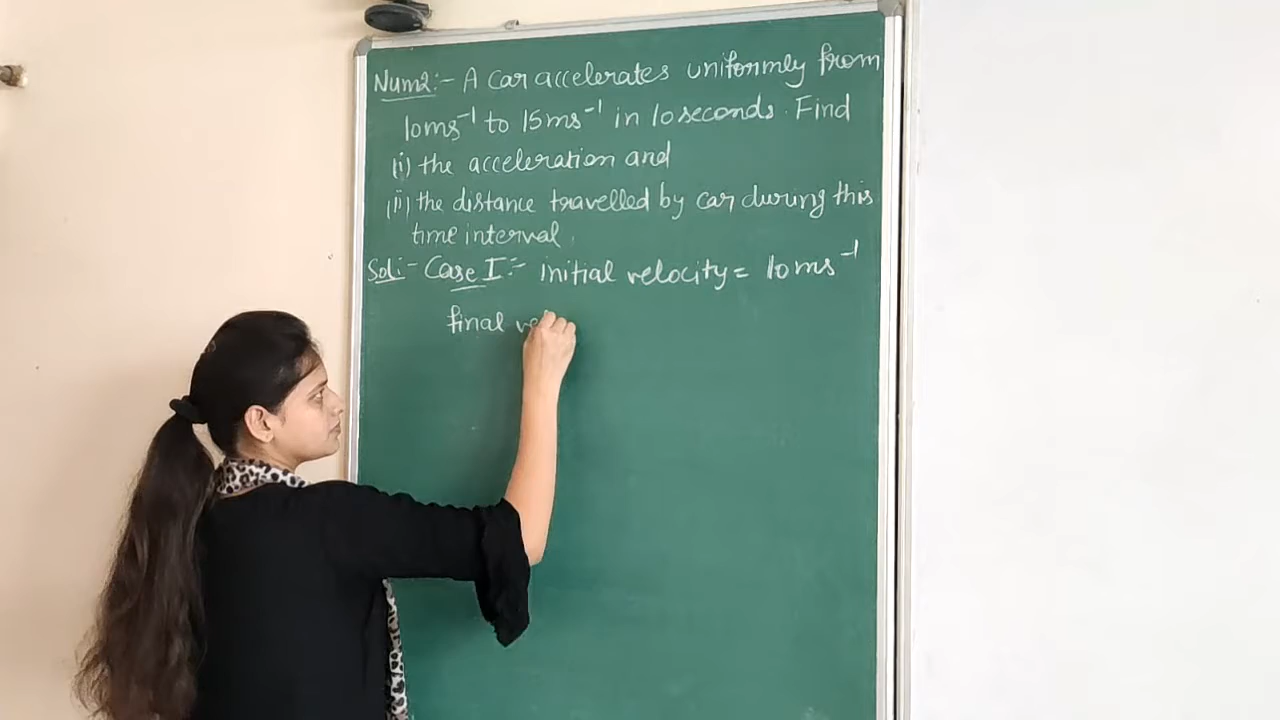 Num2:- A car accelerates uniformly from
10ms⁻¹ to 15ms⁻¹ in 10 seconds. Find
(i) the acceleration and
(ii) the distance travelled by car during this
time interval.
Sol:- Case I:- initial velocity = 10ms⁻¹
final ve